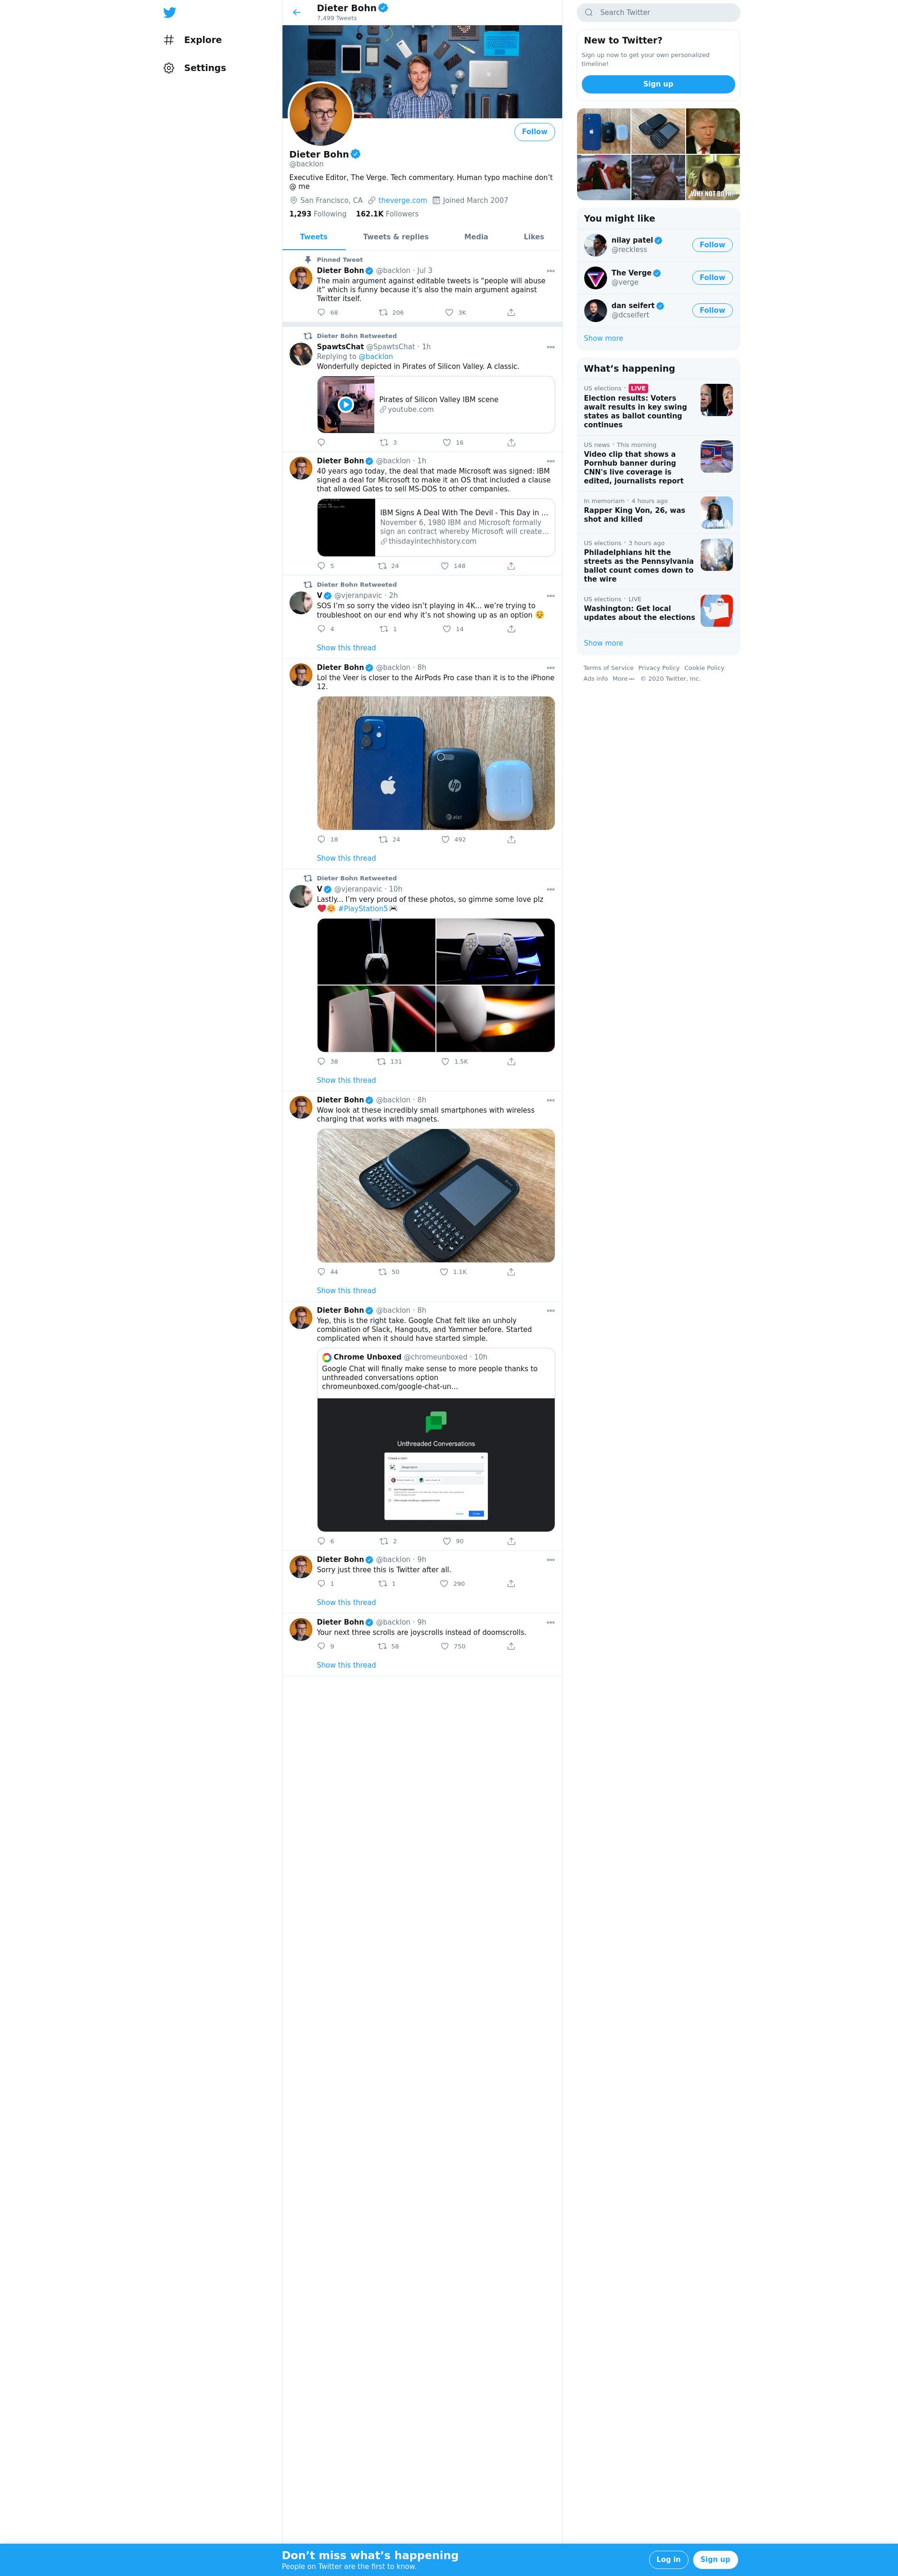 Explore
Settings
Dieter Bohn
7,499 Tweets
Follow
Dieter Bohn
@backlon
Executive Editor, The Verge. Tech commentary. Human typo machine don’t
@ me
San Francisco, CA theverge.com Joined March 2007
1,293 Following 162.1K Followers
Tweets Tweets & replies Media Likes
Pinned Tweet
Dieter Bohn @backlon · Jul 3
The main argument against editable tweets is “people will abuse
it” which is funny because it’s also the main argument against
Twitter itself.
68 206 3K
Dieter Bohn Retweeted
SpawtsChat @SpawtsChat · 1h
Replying to @backlon
Wonderfully depicted in Pirates of Silicon Valley. A classic.
Pirates of Silicon Valley IBM scene
youtube.com
3 16
Dieter Bohn @backlon · 1h
40 years ago today, the deal that made Microsoft was signed: IBM
signed a deal for Microsoft to make it an OS that included a clause
that allowed Gates to sell MS-DOS to other companies.
IBM Signs A Deal With The Devil - This Day in ...
November 6, 1980 IBM and Microsoft formally
sign an contract whereby Microsoft will create...
thisdayintechhistory.com
5 24 148
Dieter Bohn Retweeted
V @vjeranpavic · 2h
SOS I’m so sorry the video isn’t playing in 4K... we’re trying to
troubleshoot on our end why it’s not showing up as an option ☺️
4 1 14
Show this thread
Dieter Bohn @backlon · 8h
Lol the Veer is closer to the AirPods Pro case than it is to the iPhone
12.
hp
at&t
18 24 492
Show this thread
Dieter Bohn Retweeted
V @vjeranpavic · 10h
Lastly... I’m very proud of these photos, so gimme some love plz
❤️☺️ #PlayStation5
38 131 1.5K
Show this thread
Dieter Bohn @backlon · 8h
Wow look at these incredibly small smartphones with wireless
charging that works with magnets.
44 50 1.1K
Show this thread
Dieter Bohn @backlon · 8h
Yep, this is the right take. Google Chat felt like an unholy
combination of Slack, Hangouts, and Yammer before. Started
complicated when it should have started simple.
Chrome Unboxed @chromeunboxed · 10h
Google Chat will finally make sense to more people thanks to
unthreaded conversations option
chromeunboxed.com/google-chat-un…
Unthreaded Conversations
6 2 90
Dieter Bohn @backlon · 9h
Sorry just three this is Twitter after all.
1 1 290
Show this thread
Dieter Bohn @backlon · 9h
Your next three scrolls are joyscrolls instead of doomscrolls.
9 58 750
Show this thread
Search Twitter
New to Twitter?
Sign up now to get your own personalized
timeline!
Sign up
WHY NOT BOTH?
You might like
nilay patel
@reckless
Follow
The Verge
@verge
Follow
dan seifert
@dcseifert
Follow
Show more
What’s happening
US elections · LIVE
Election results: Voters
await results in key swing
states as ballot counting
continues
US news · This morning
Video clip that shows a
Pornhub banner during
CNN's live coverage is
edited, journalists report
In memoriam · 4 hours ago
Rapper King Von, 26, was
shot and killed
US elections · 3 hours ago
Philadelphians hit the
streets as the Pennsylvania
ballot count comes down to
the wire
US elections · LIVE
Washington: Get local
updates about the elections
Show more
Terms of Service Privacy Policy Cookie Policy
Ads info More © 2020 Twitter, Inc.
Don’t miss what’s happening
People on Twitter are the first to know.
Log in
Sign up